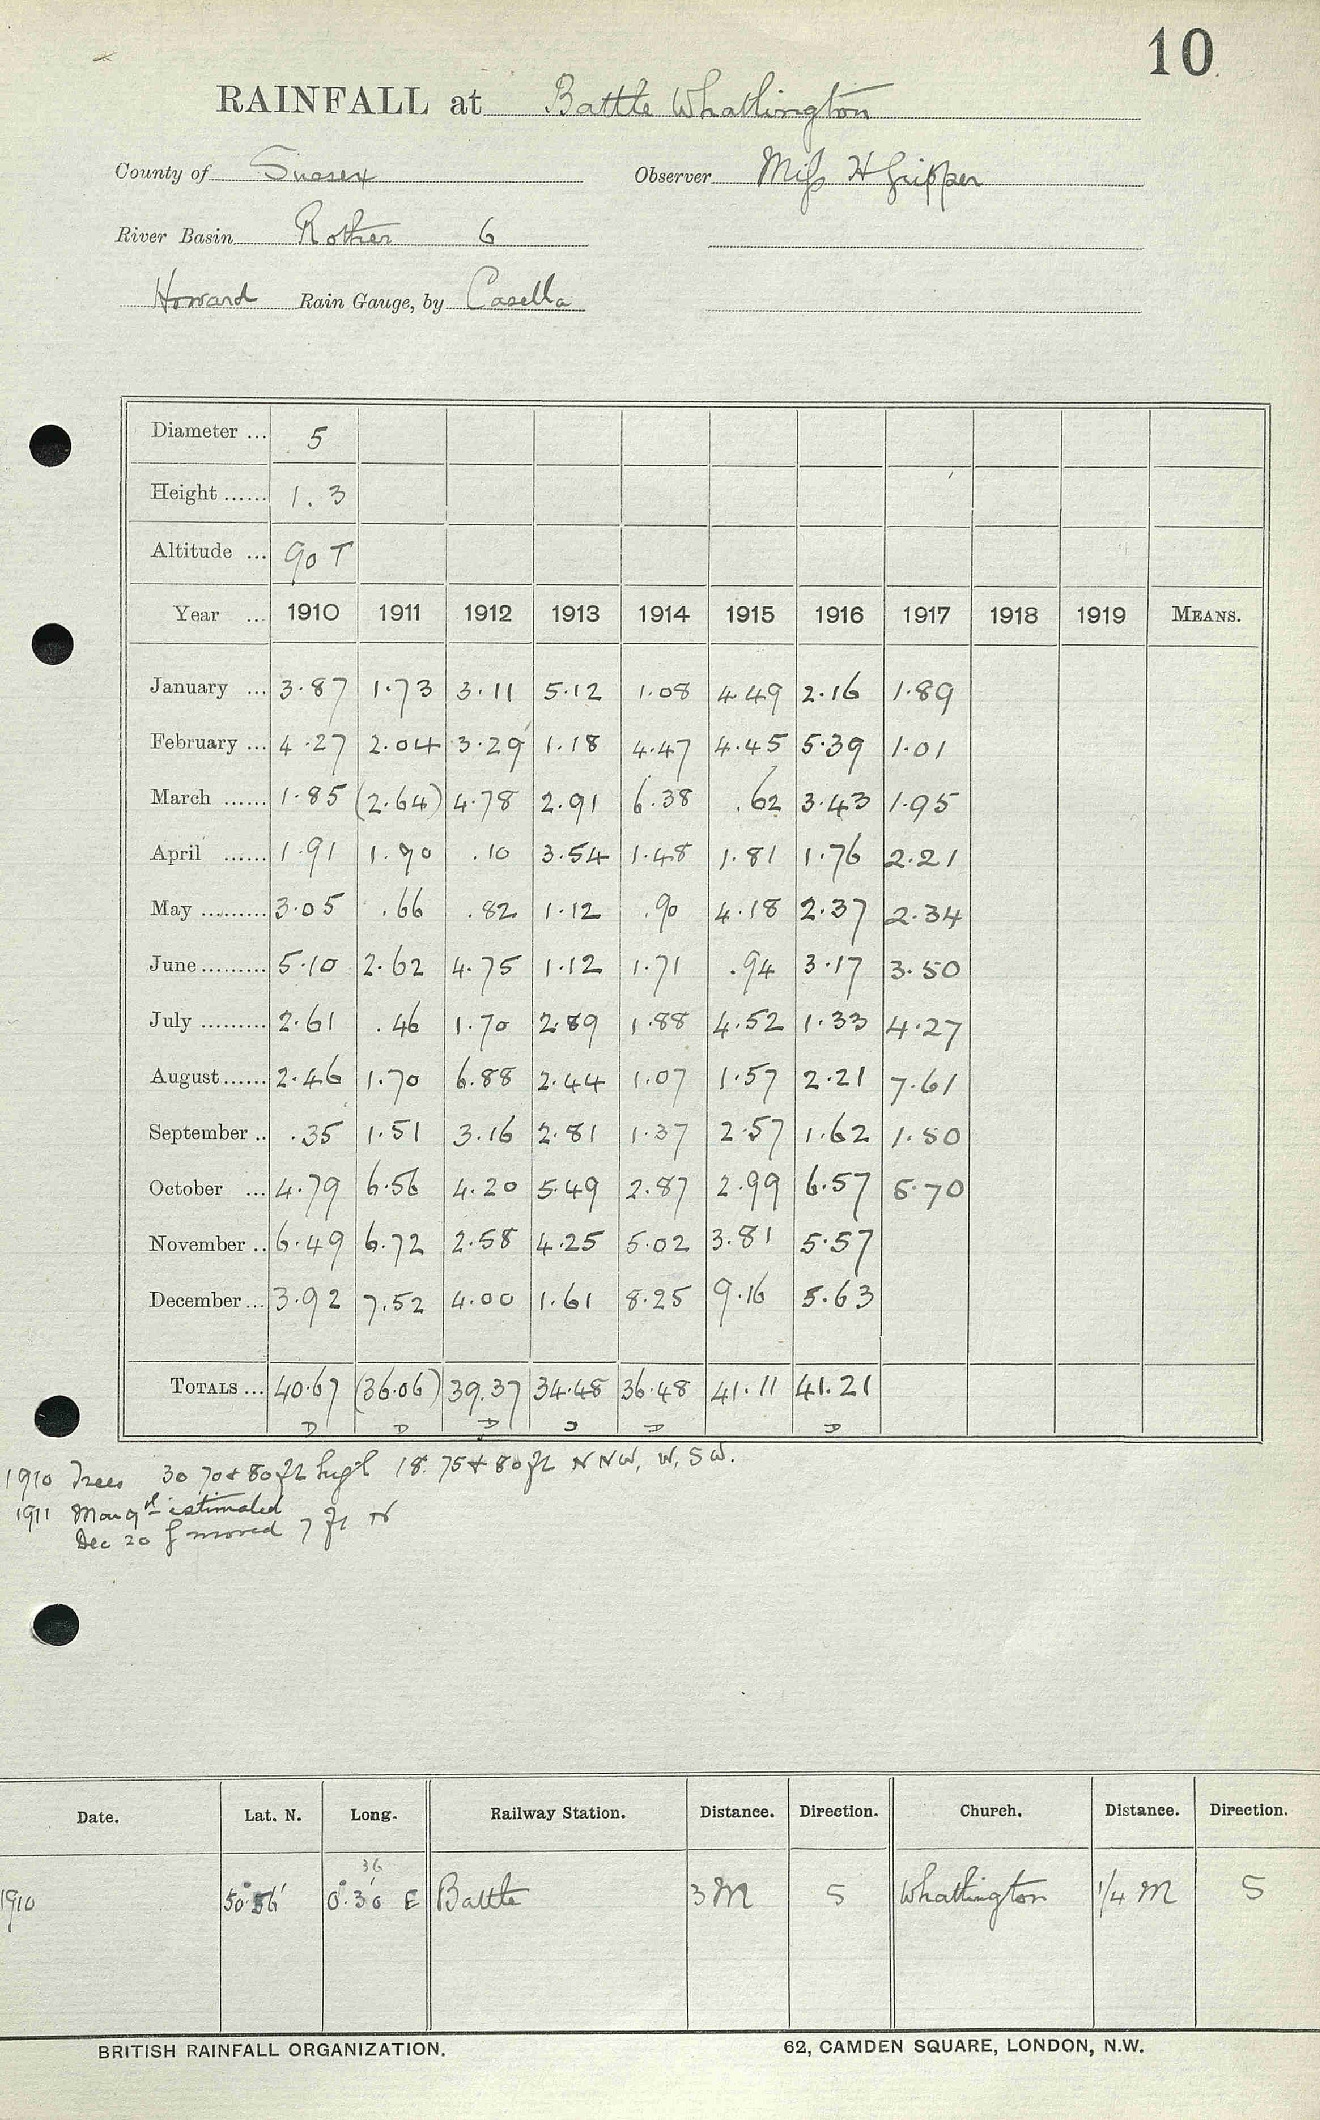 10
RAINFALL at Battle Whatlington
County of Sussex Observer Miss H Gripper
River Basin Rother 6
Howard Rain Gauge, by Casella
Diameter ... 5
Height ...... 1.3
Altitude ... 90 T
Year ... 1910 1911 1912 1913 1914 1915 1916 1917 1918 1919 MEANS.
January ... 3.87 1.73 3.11 5.12 1.08 4.49 2.16 1.89
February ... 4.27 2.04 3.29 1.18 4.47 4.45 5.39 1.01
March ...... 1.85 (2.64) 4.78 2.91 6.38 .62 3.43 1.95
April ...... 1.91 1.90 .10 3.54 1.48 1.81 1.76 2.21
May ......... 3.05 .66 .82 1.12 .90 4.18 2.37 2.34
June ......... 5.10 2.62 4.75 1.12 1.71 .94 3.17 3.50
July ......... 2.61 .46 1.70 2.89 1.88 4.52 1.33 4.27
August ...... 2.46 1.70 6.88 2.44 1.07 1.57 2.21 7.61
September .. .35 1.51 3.16 2.81 1.37 2.57 1.62 1.50
October ... 4.79 6.56 4.20 5.49 2.87 2.99 6.57 5.70
November .. 6.49 6.72 2.58 4.25 5.02 3.81 5.57
December ... 3.92 7.52 4.00 1.61 8.25 9.16 5.63
TOTALS ... 40.67 (36.06) 39.37 34.48 36.48 41.11 41.21
D D D D D D
1910 Trees 30 70 & 80 ft high 18. 75 & 80 ft NNW, W, SW.
1911 Mar 9th estimated
Dec 20 G moved 7 ft N
Date. Lat. N. Long. Railway Station. Distance. Direction. Church. Distance. Direction.
36
1910 50°56' 0°.36' E Battle 3 M S Whatlington 1/4 M S
BRITISH RAINFALL ORGANIZATION. 62, CAMDEN SQUARE, LONDON, N.W.